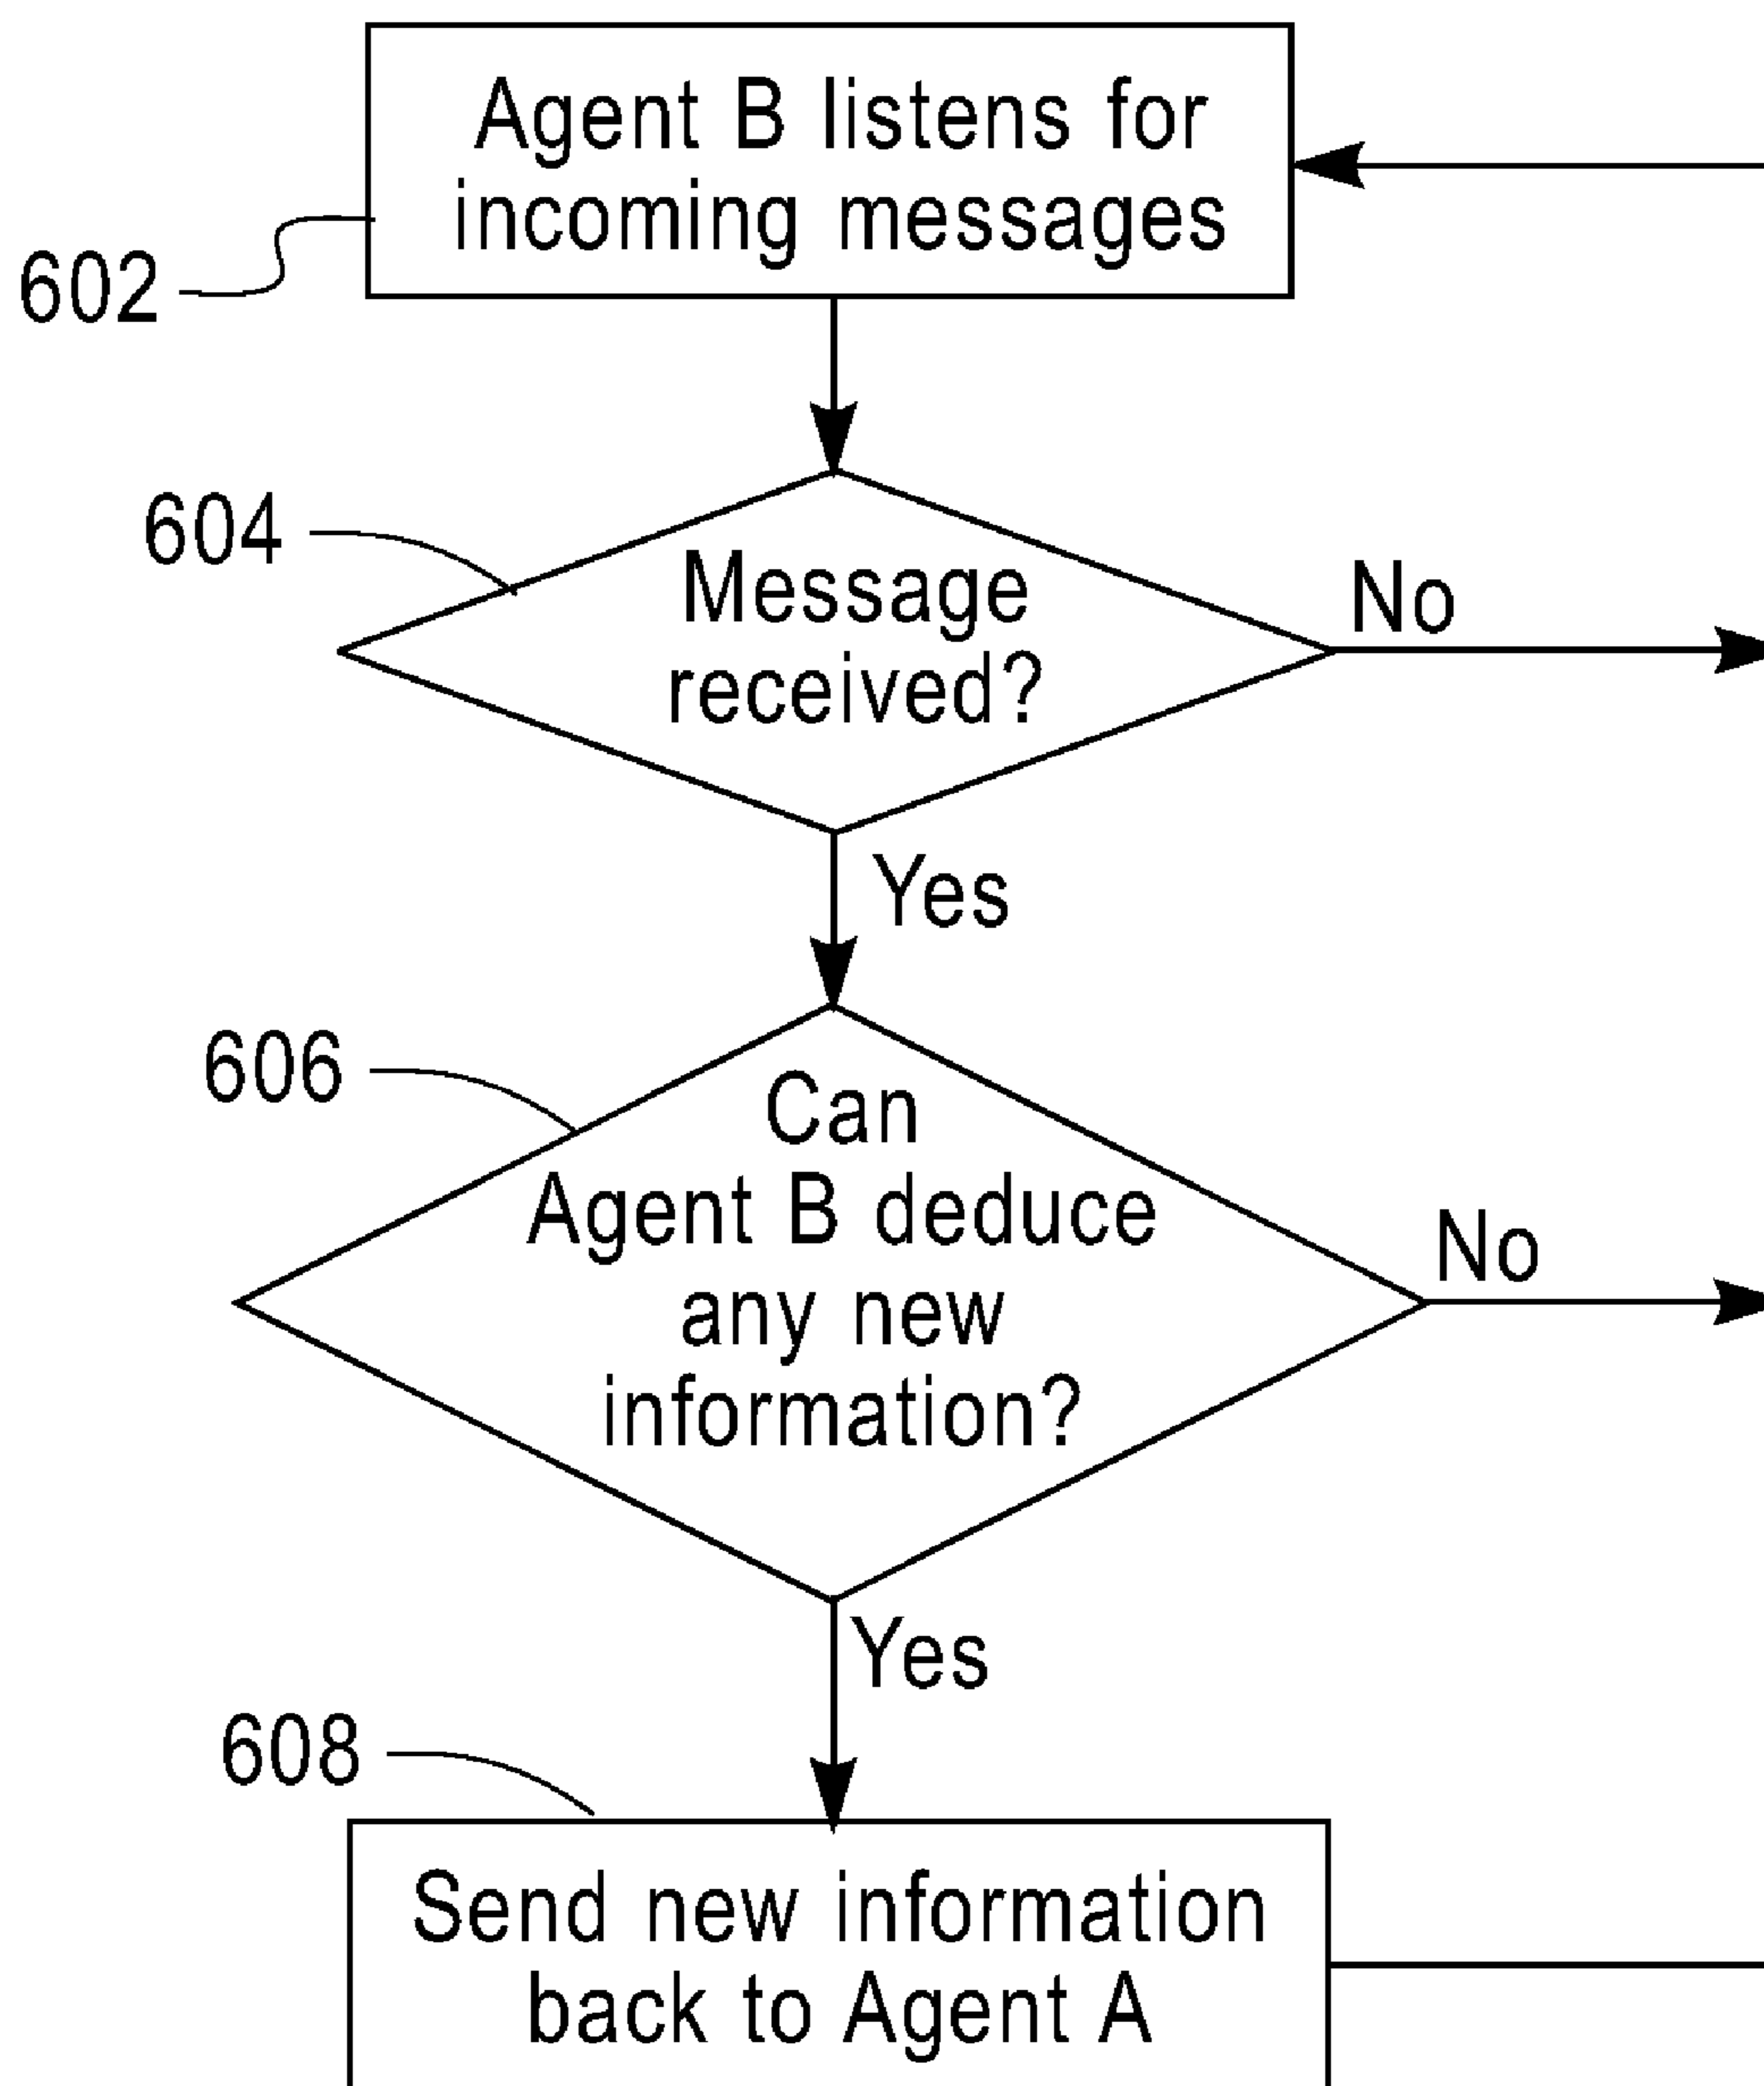 Agent B listens for
incoming messages
602
604
Message
received?
No
Yes
606
Can
Agent B deduce
any new
information?
No
Yes
608
Send new information
back to Agent A